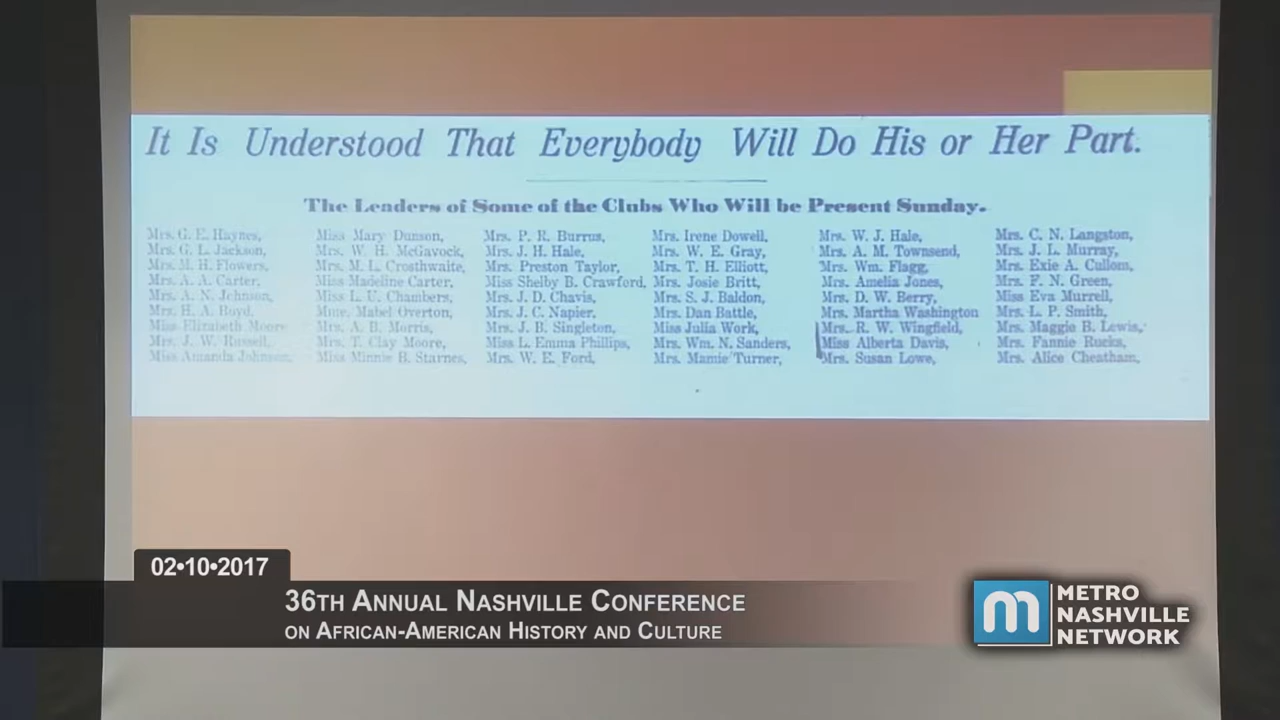 It Is Understood That Everybody Will Do His or Her Part.
The Leaders of Some of the Clubs Who Will be Present Sunday.
Mrs. G. E. Haynes,
Mrs. G. L. Jackson,
Mrs. M. H. Flowers,
Mrs. A. A. Carter,
Mrs. A. N. Johnson,
Mrs. H. A. Boyd,
Miss Elizabeth Moore
Mrs. J. W. Russell,
Miss Amanda Johnson
Miss Mary Dunson,
Mrs. W. H. McGavock,
Mrs. M. L. Crosthwaite,
Miss Madeline Carter,
Miss L. U. Chambers,
Mme. Mabel Overton,
Mrs. A. B. Morris,
Mrs. T. Clay Moore,
Miss Minnie B. Starnes,
Mrs. P. R. Burrus,
Mrs. J. H. Hale,
Mrs. Preston Taylor,
Miss Shelby B. Crawford,
Mrs. J. D. Chavis,
Mrs. J. C. Napier,
Mrs. J. B. Singleton,
Miss L. Emma Phillips,
Mrs. W. E. Ford,
Mrs. Irene Dowell,
Mrs. W. E. Gray,
Mrs. T. H. Elliott,
Mrs. Josie Britt,
Mrs. S. J. Baldon,
Mrs. Dan Battle,
Miss Julia Work,
Mrs. Wm. N. Sanders,
Mrs. Mamie Turner,
Mrs. W. J. Hale,
Mrs. A. M. Townsend,
Mrs. Wm. Flagg,
Mrs. Amelia Jones,
Mrs. D. W. Berry,
Mrs. Martha Washington
Mrs. R. W. Wingfield,
Miss Alberta Davis,
Mrs. Susan Lowe,
Mrs. C. N. Langston,
Mrs. J. L. Murray,
Mrs. Exie A. Cullom,
Mrs. F. N. Green,
Miss Eva Murrell,
Mrs. L. P. Smith,
Mrs. Maggie B. Lewis,
Mrs. Fannie Rucks,
Mrs. Alice Cheatham,
02•10•2017
36TH ANNUAL NASHVILLE CONFERENCE
ON AFRICAN-AMERICAN HISTORY AND CULTURE
m METRO
NASHVILLE
NETWORK